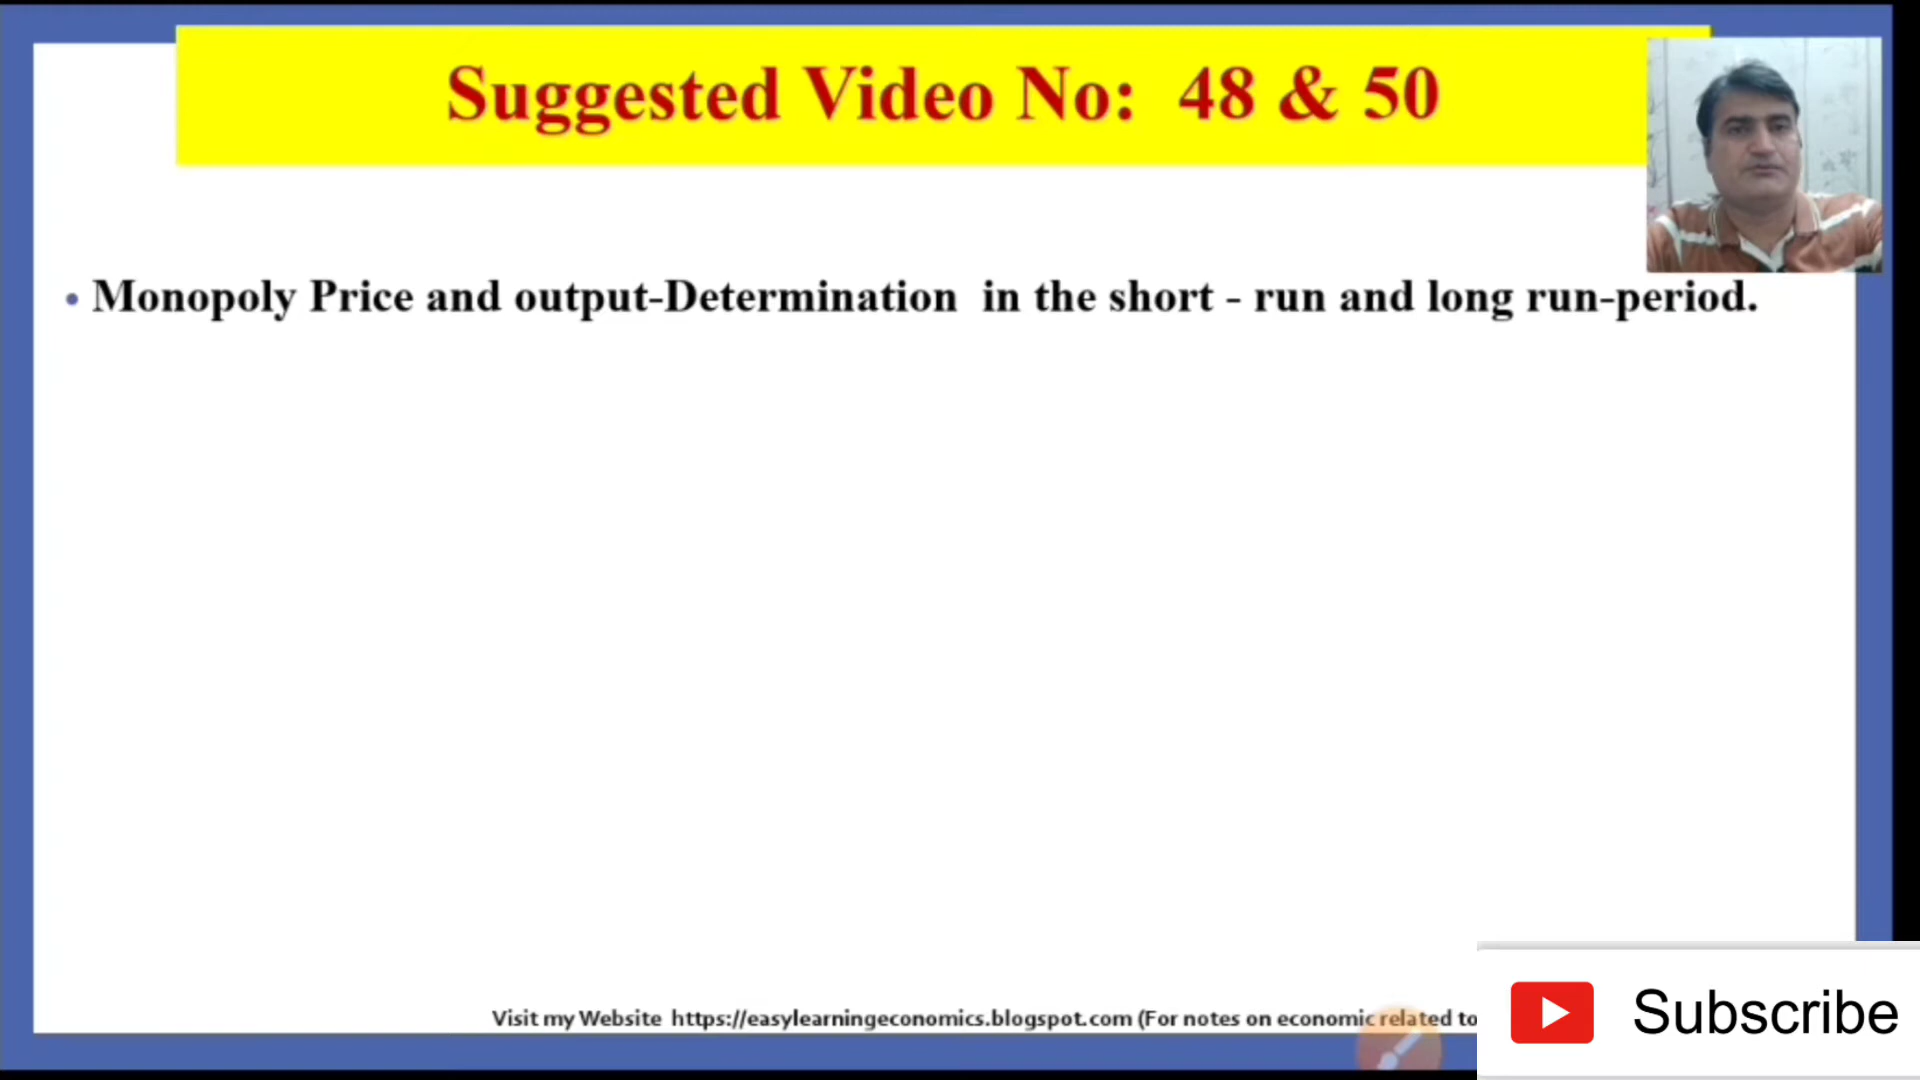 Suggested Video No: 48 & 50
• Monopoly Price and output-Determination in the short - run and long run-period.
Visit my Website https://easylearningeconomics.blogspot.com (For notes on economic related to
Subscribe